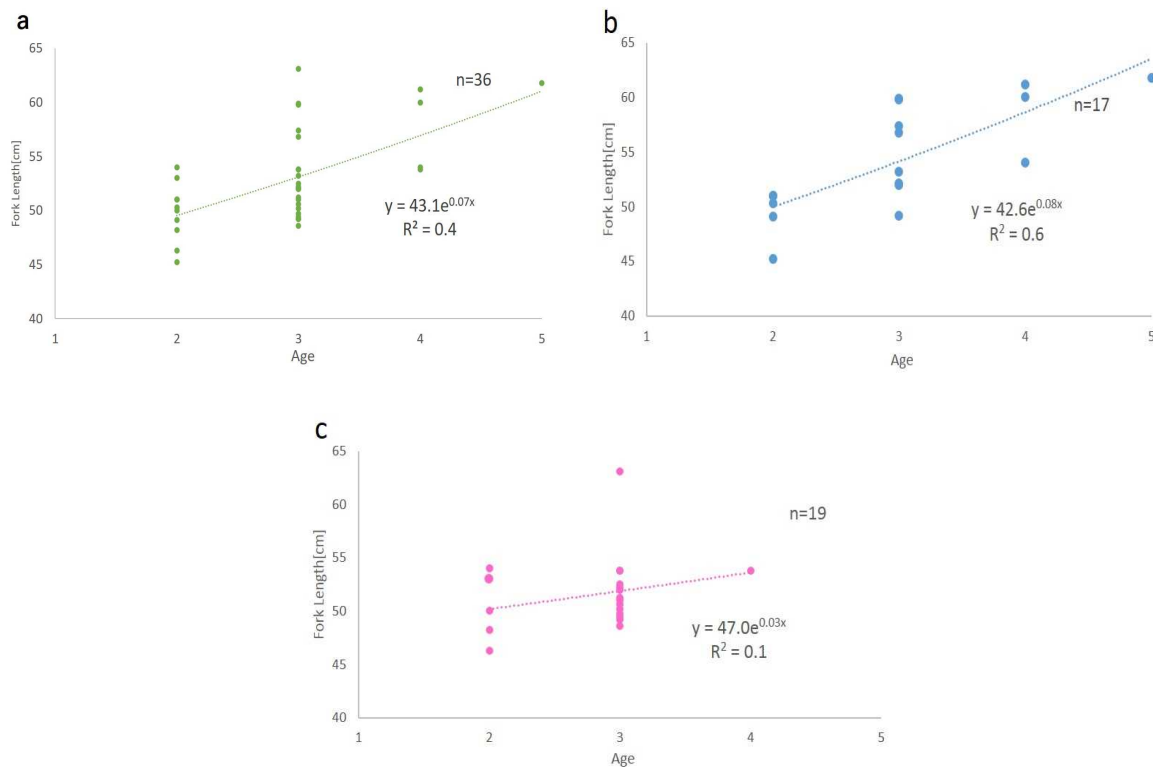 a
65
60
55
50
45
40
Fork Length[cm]
n=36
y = 43.1e^0.07x
R² = 0.4
1 2 3 4 5
Age
b
65
60
55
50
45
40
Fork Length[cm]
n=17
y = 42.6e^0.08x
R² = 0.6
1 2 3 4 5
Age
c
65
60
55
50
45
40
Fork Length[cm]
n=19
y = 47.0e^0.03x
R² = 0.1
1 2 3 4 5
Age